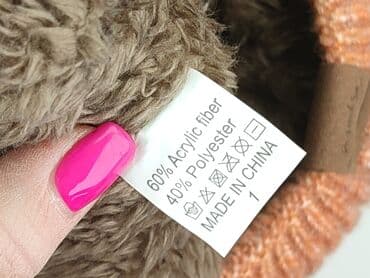 60% Acrylic fiber
40% Polyester
MADE IN CHINA
1